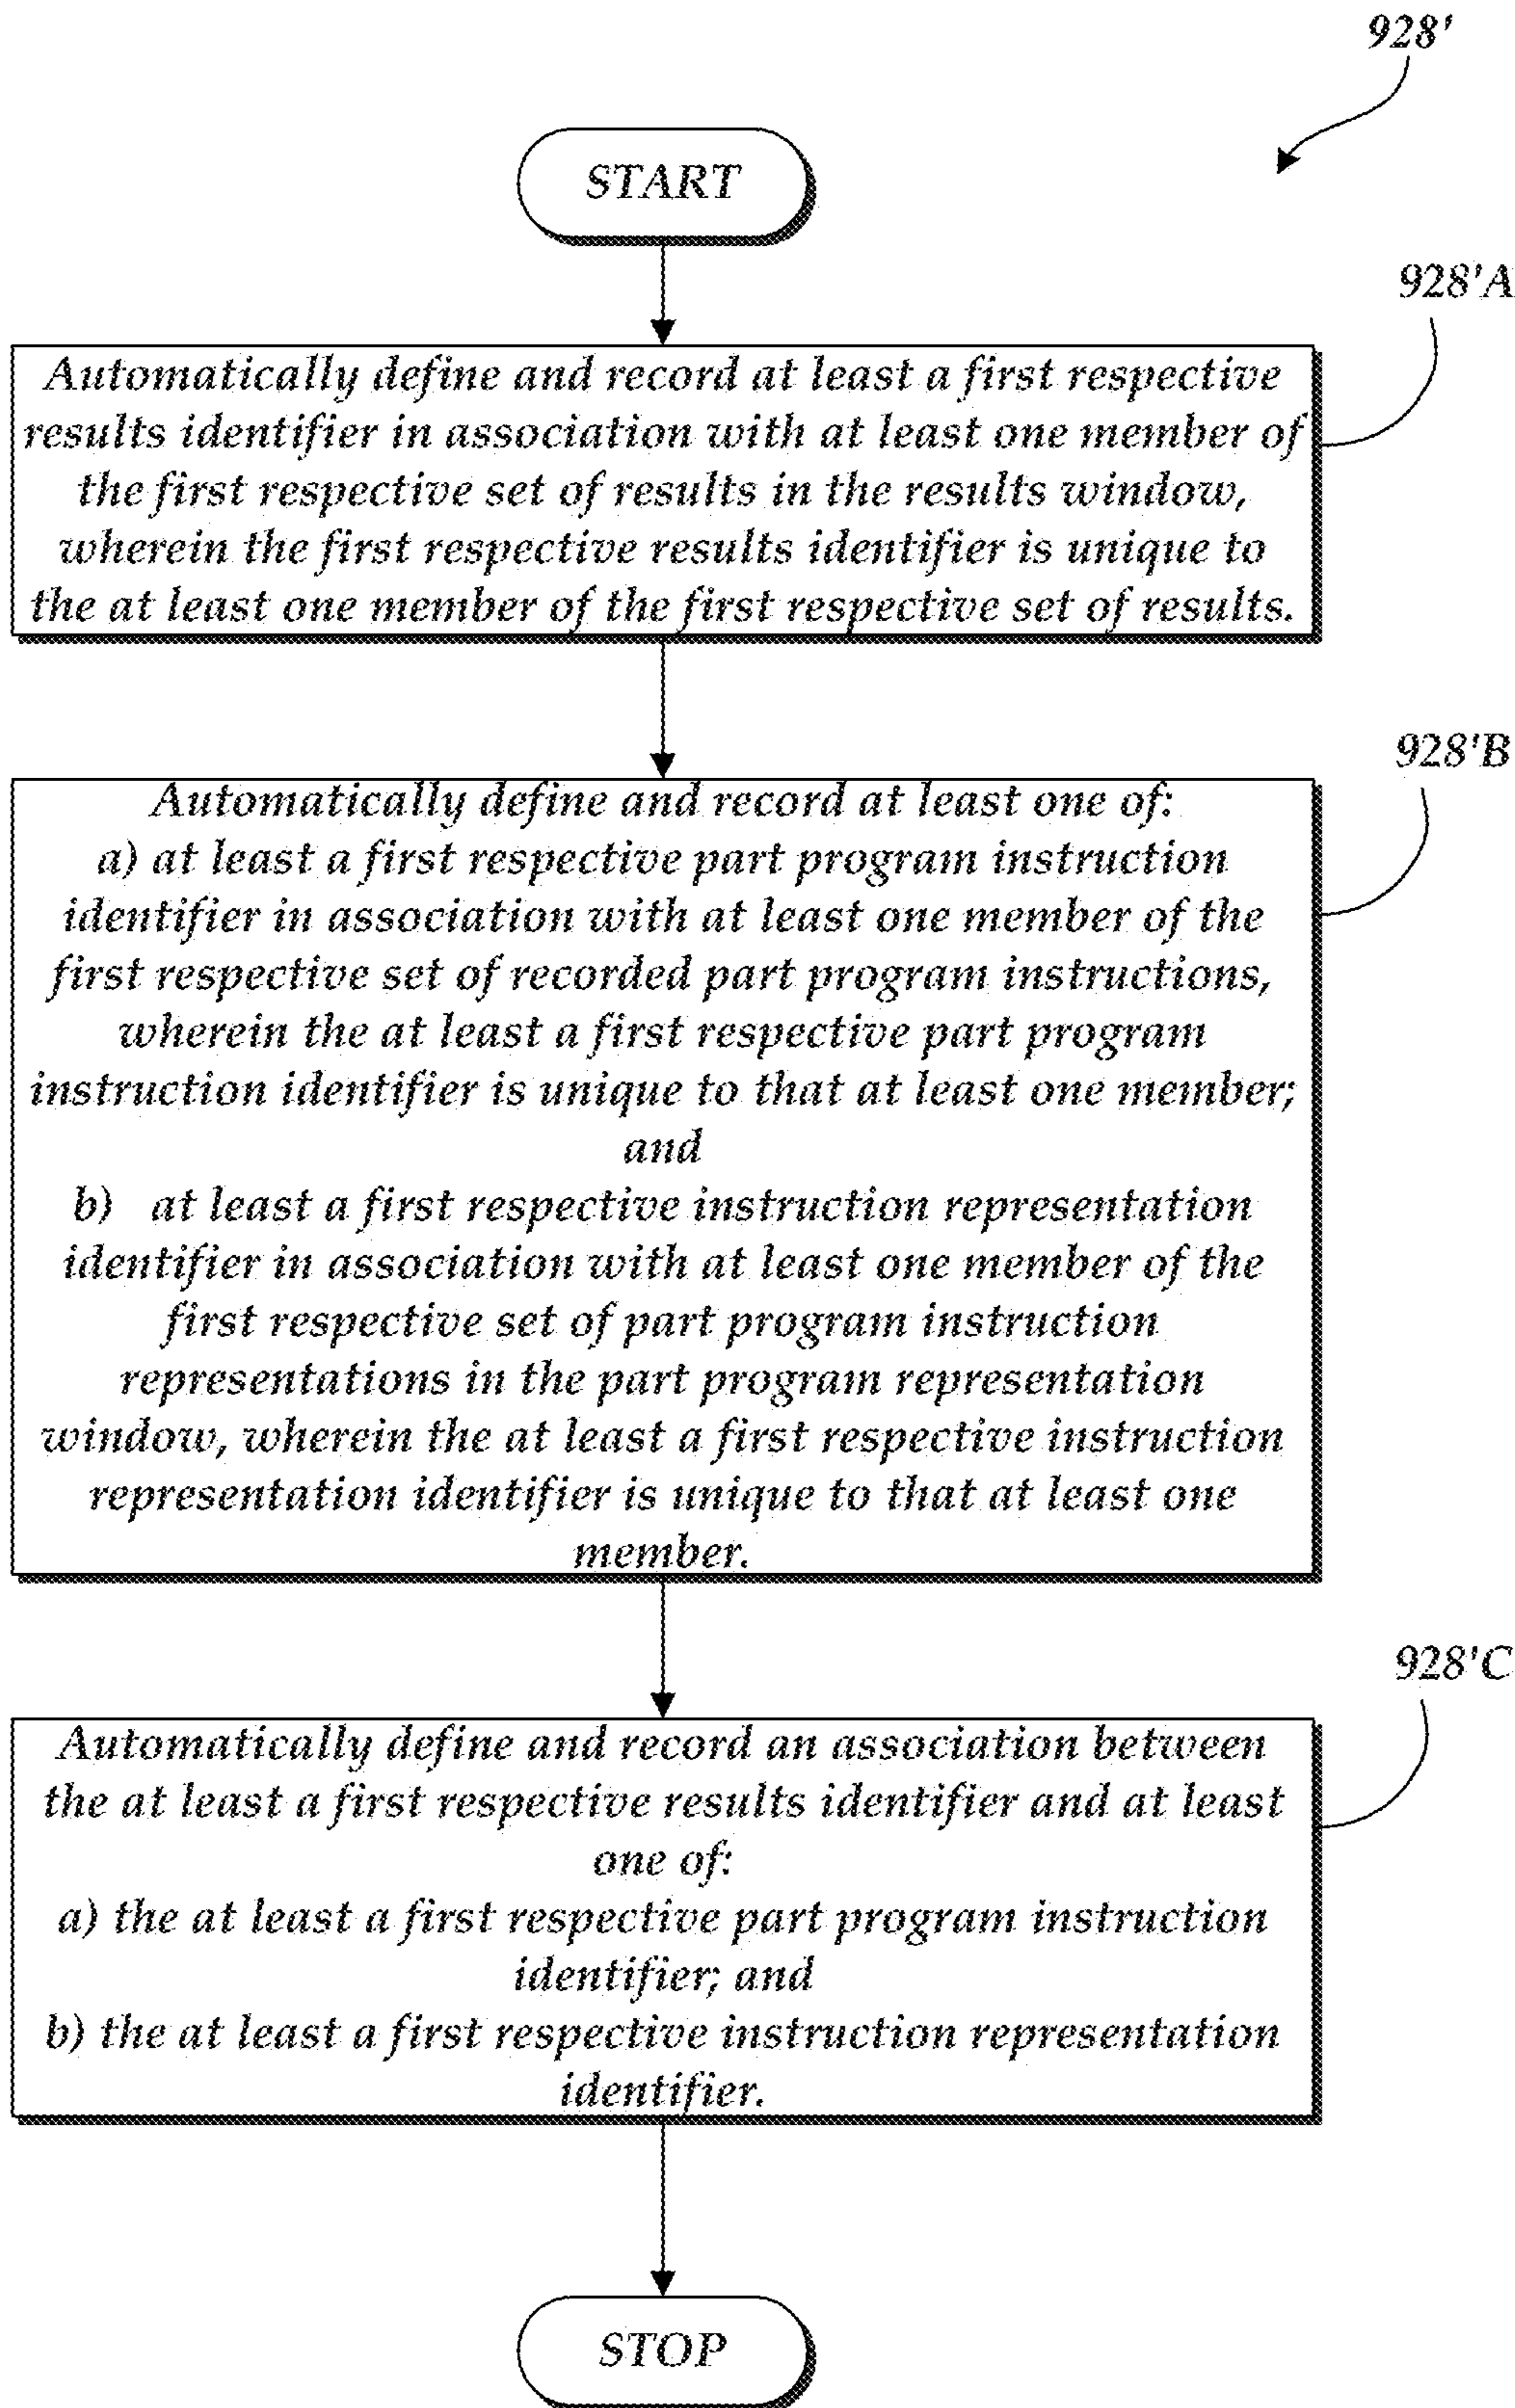 928'
START
928'A
Automatically define and record at least a first respective
results identifier in association with at least one member of
the first respective set of results in the results window,
wherein the first respective results identifier is unique to
the at least one member of the first respective set of results.
928'B
Automatically define and record at least one of:
a) at least a first respective part program instruction
identifier in association with at least one member of the
first respective set of recorded part program instructions,
wherein the at least a first respective part program
instruction identifier is unique to that at least one member;
and
b) at least a first respective instruction representation
identifier in association with at least one member of the
first respective set of part program instruction
representations in the part program representation
window, wherein the at least a first respective instruction
representation identifier is unique to that at least one
member.
928'C
Automatically define and record an association between
the at least a first respective results identifier and at least
one of:
a) the at least a first respective part program instruction
identifier; and
b) the at least a first respective instruction representation
identifier.
STOP